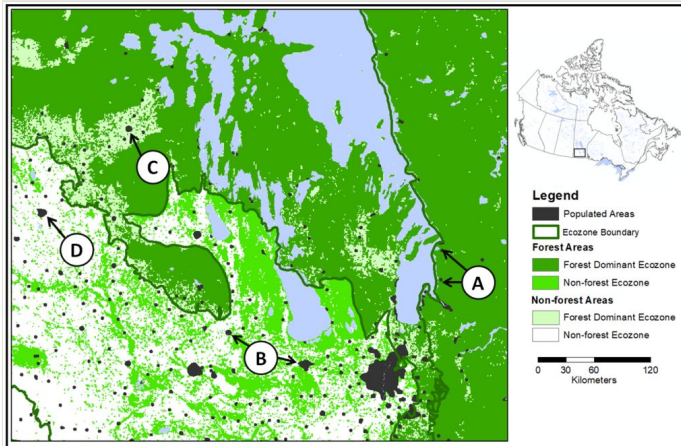 A
B
C
D
Legend
Populated Areas
Ecozone Boundary
Forest Areas
Forest Dominant Ecozone
Non-forest Ecozone
Non-forest Areas
Forest Dominant Ecozone
Non-forest Ecozone
0 30 60 120
Kilometers